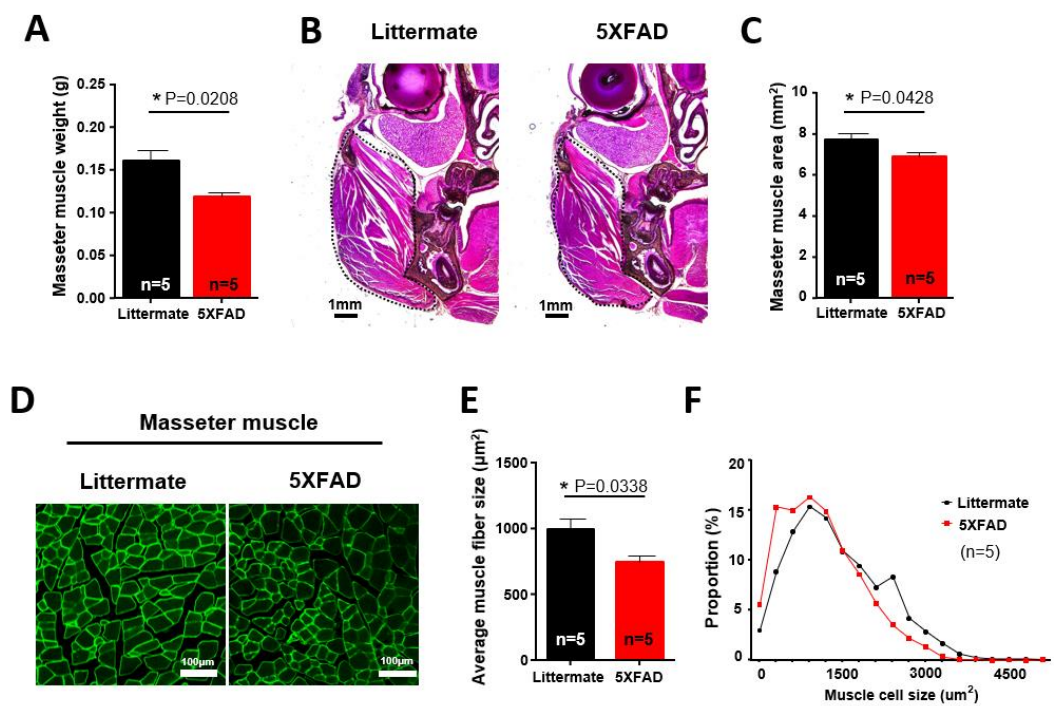 A
Masseter muscle weight (g)
0.25
0.20
0.15
0.10
0.05
0.00
* P=0.0208
n=5
n=5
Littermate 5XFAD
B
Littermate 5XFAD
1mm
1mm
C
Masseter muscle area (mm²)
10
8
6
4
2
0
* P=0.0428
n=5
n=5
Littermate 5XFAD
D
Masseter muscle
Littermate 5XFAD
100μm
100μm
E
Average muscle fiber size (μm²)
1500
1000
500
0
* P=0.0338
n=5
n=5
Littermate 5XFAD
F
Proportion (%)
20
15
10
5
0
Littermate
5XFAD
(n=5)
0 1500 3000 4500
Muscle cell size (um²)